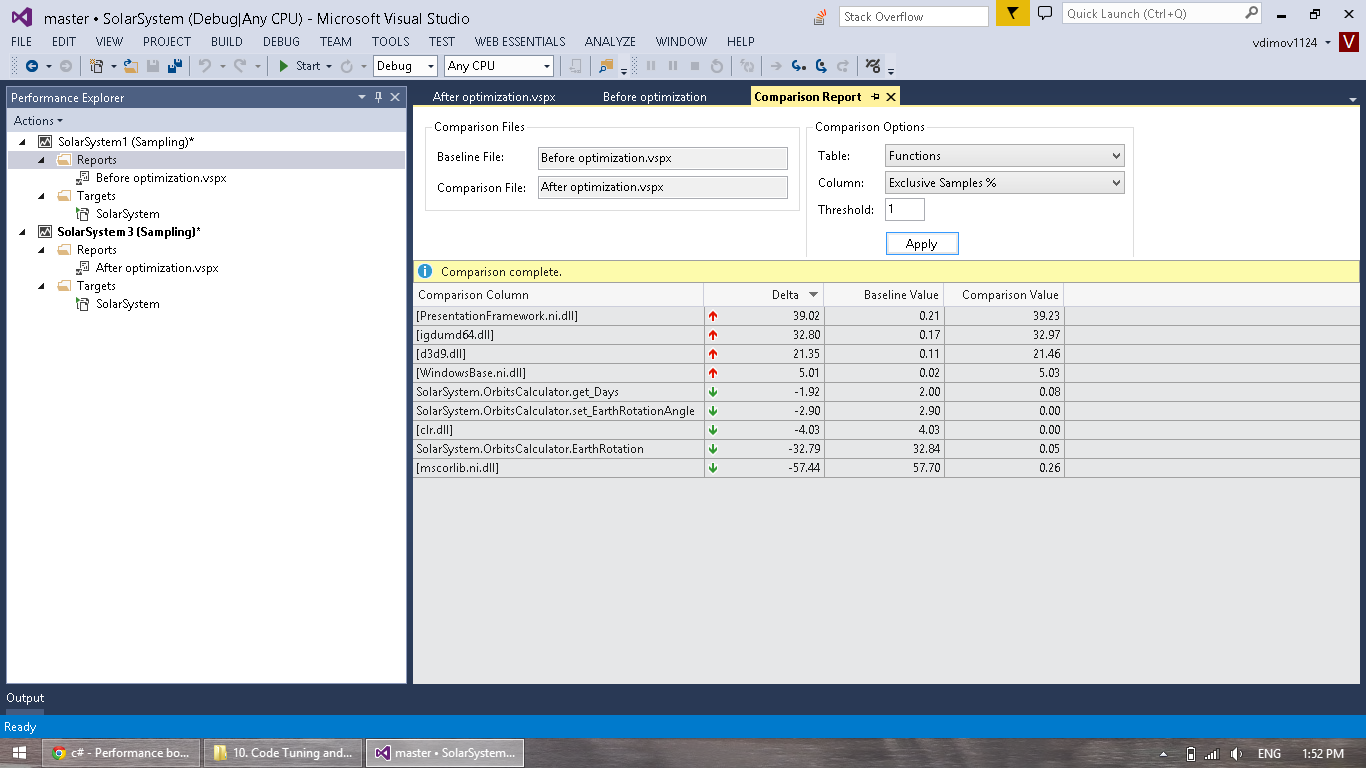 master • SolarSystem (Debug|Any CPU) - Microsoft Visual Studio
Stack Overflow
Quick Launch (Ctrl+Q)
FILE EDIT VIEW PROJECT BUILD DEBUG TEAM TOOLS TEST WEB ESSENTIALS ANALYZE WINDOW HELP
vdimov1124 V
Start Debug Any CPU
Performance Explorer
Actions
SolarSystem1 (Sampling)*
Reports
Before optimization.vspx
Targets
SolarSystem
SolarSystem 3 (Sampling)*
Reports
After optimization.vspx
Targets
SolarSystem
After optimization.vspx Before optimization Comparison Report
Comparison Files
Baseline File: Before optimization.vspx
Comparison File: After optimization.vspx
Comparison Options
Table: Functions
Column: Exclusive Samples %
Threshold: 1
Apply
Comparison complete.
Comparison Column Delta Baseline Value Comparison Value
[PresentationFramework.ni.dll] 39.02 0.21 39.23
[igdumd64.dll] 32.80 0.17 32.97
[d3d9.dll] 21.35 0.11 21.46
[WindowsBase.ni.dll] 5.01 0.02 5.03
SolarSystem.OrbitsCalculator.get_Days -1.92 2.00 0.08
SolarSystem.OrbitsCalculator.set_EarthRotationAngle -2.90 2.90 0.00
[clr.dll] -4.03 4.03 0.00
SolarSystem.OrbitsCalculator.EarthRotation -32.79 32.84 0.05
[mscorlib.ni.dll] -57.44 57.70 0.26
Output
Ready
c# - Performance bo... 10. Code Tuning and... master • SolarSystem... ENG 1:52 PM